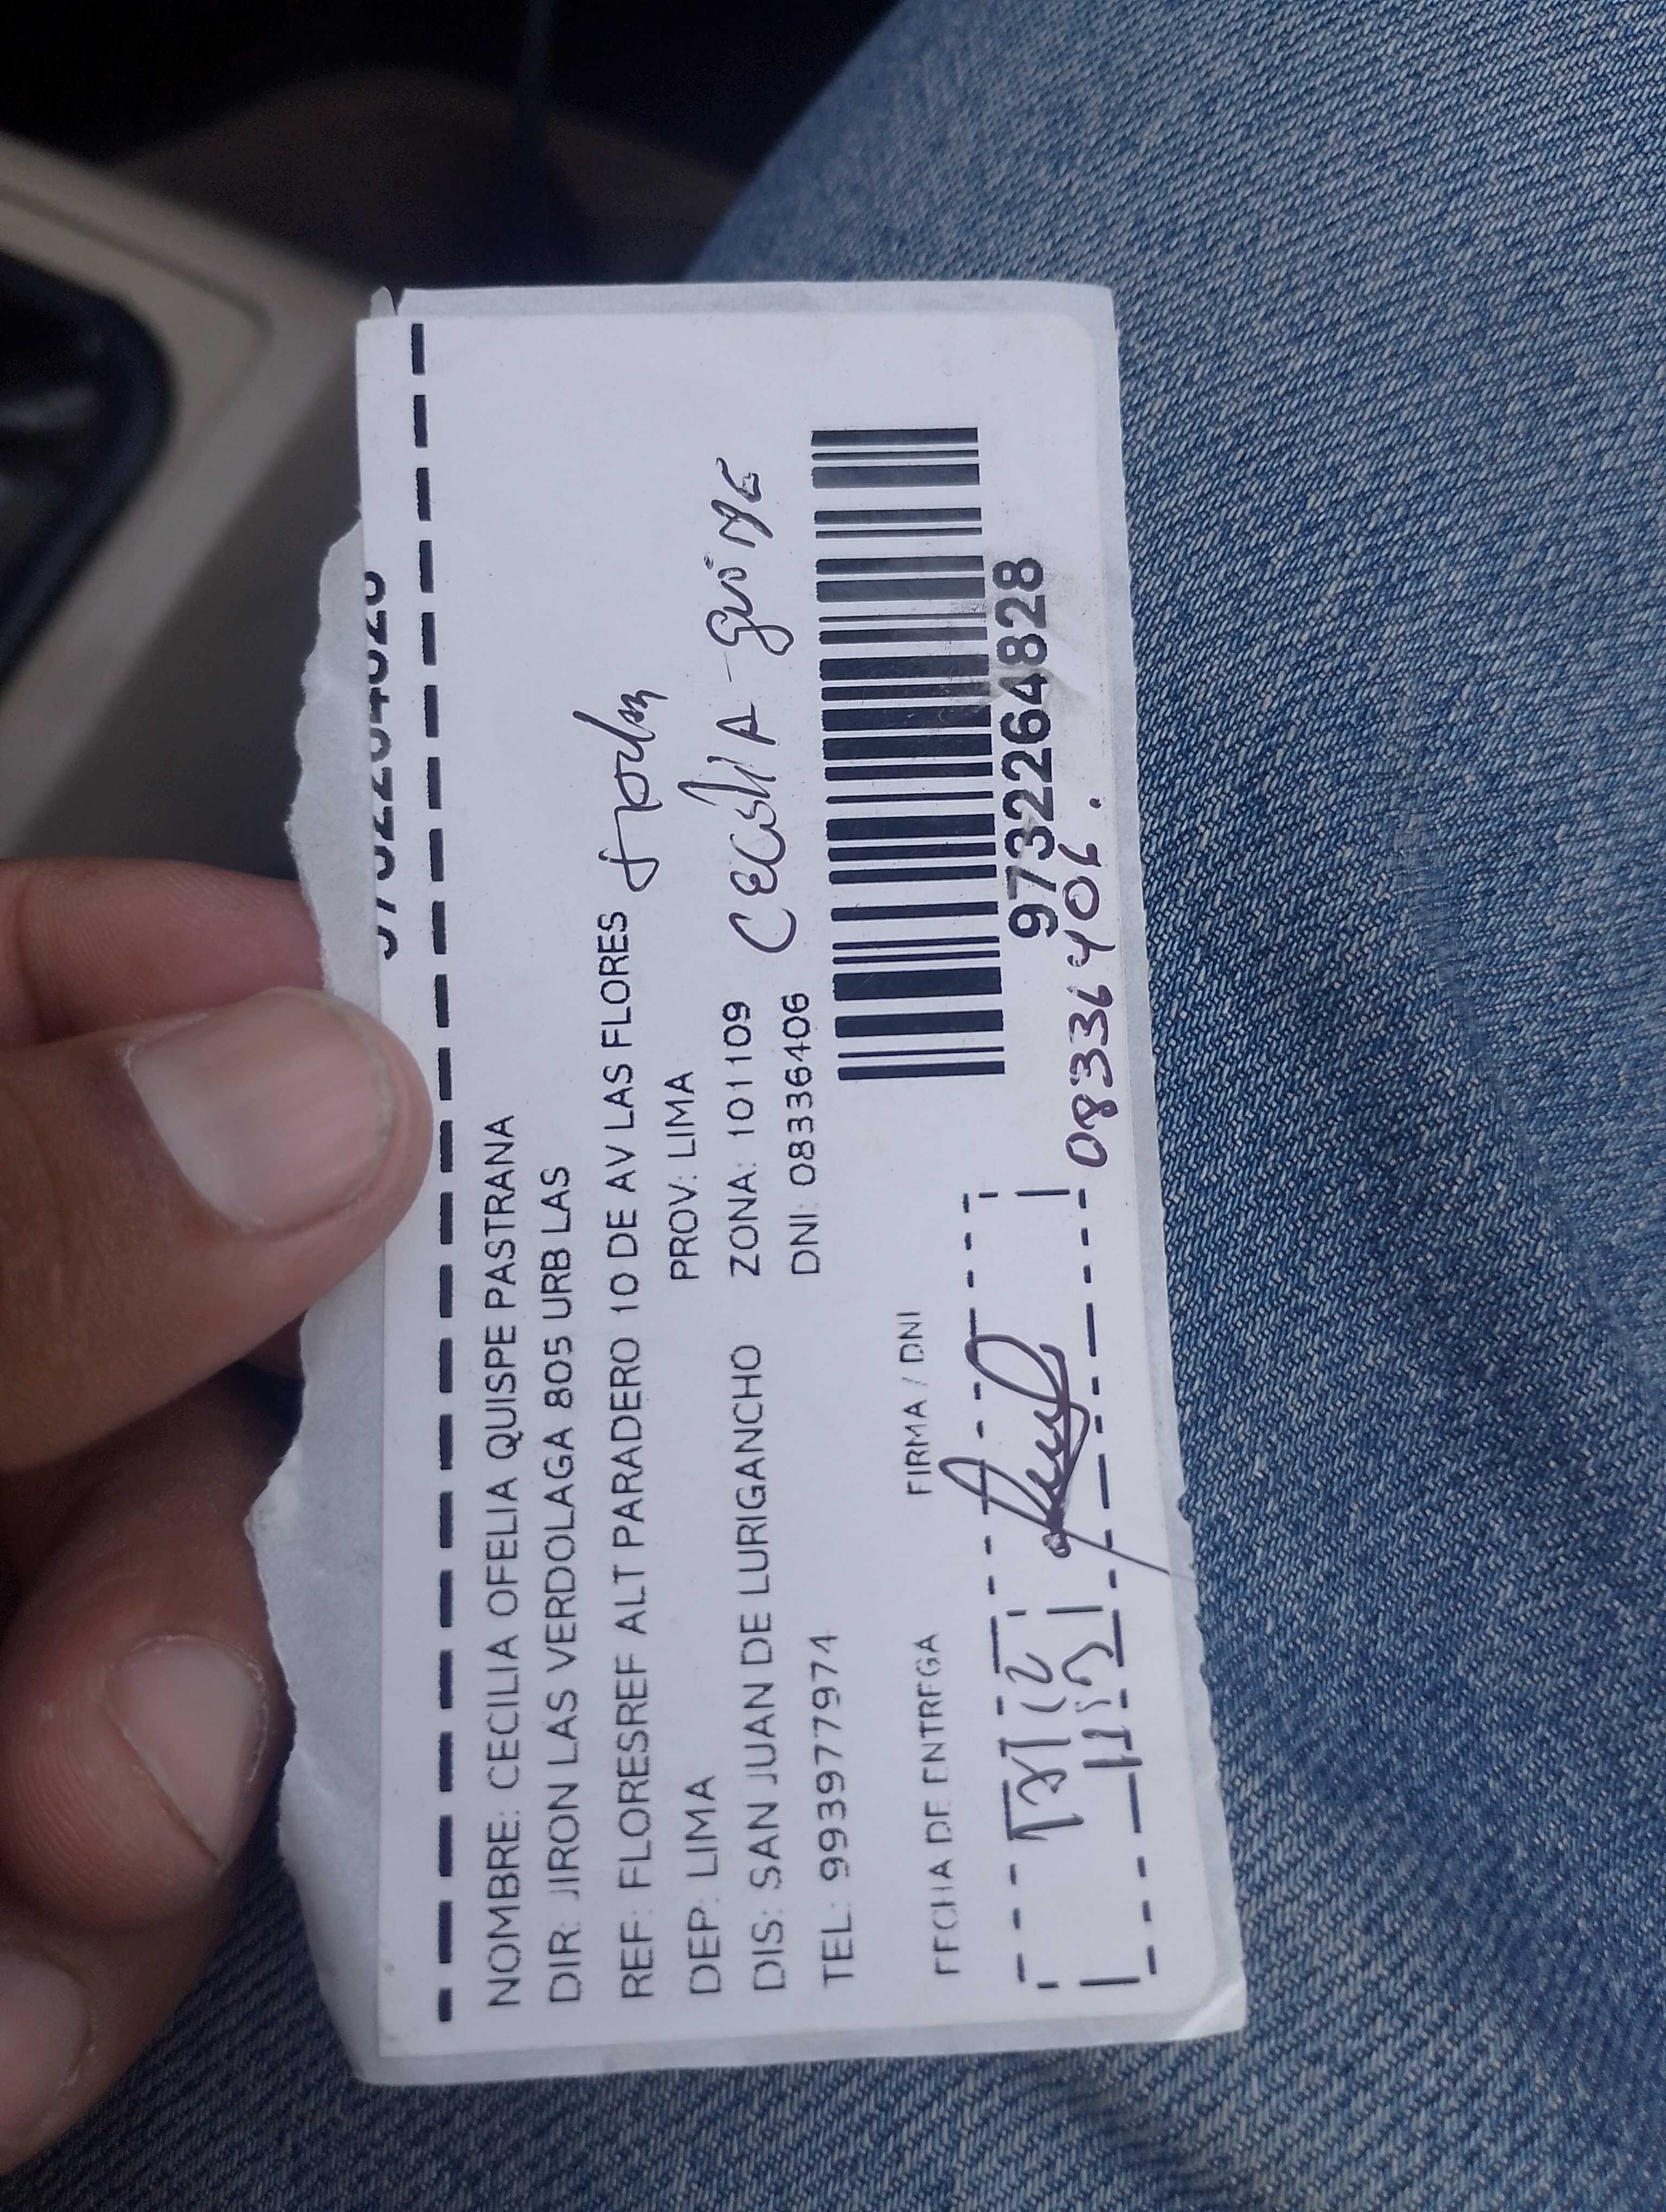 NOMBRE: CECILIA OFELIA QUISPE PASTRANA
DIR: JIRON LAS VERDOLAGA 805 URB LAS
REF: FLORESREF ALT PARADERO 10 DE AV LAS FLORES
DEP: LIMA PROV: LIMA
DIS: SAN JUAN DE LURIGANCHO ZONA: 101109
TEL: 993977974 DNI: 08336406
CECILIA
FECHA DE ENTREGA FIRMA / DNI
9732264828
08336406.